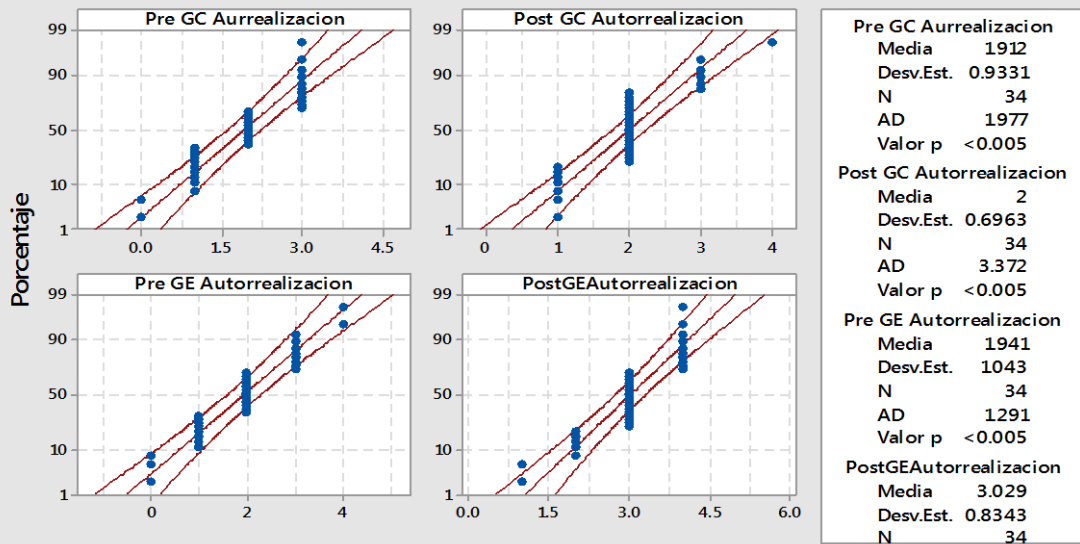 Pre GC Aurrealizacion
Post GC Autorrealizacion
99
90
50
10
1
0.0 1.5 3.0 4.5
99
90
50
10
1
0 1 2 3 4
Porcentaje
Pre GE Autorrealizacion
PostGEAutorrealizacion
99
90
50
10
1
0 2 4
99
90
50
10
1
0.0 1.5 3.0 4.5 6.0
Pre GC Aurrealizacion
Media 1912
Desv.Est. 0.9331
N 34
AD 1977
Valor p <0.005
Post GC Autorrealizacion
Media 2
Desv.Est. 0.6963
N 34
AD 3.372
Valor p <0.005
Pre GE Autorrealizacion
Media 1941
Desv.Est. 1043
N 34
AD 1291
Valor p <0.005
PostGEAutorrealizacion
Media 3.029
Desv.Est. 0.8343
N 34